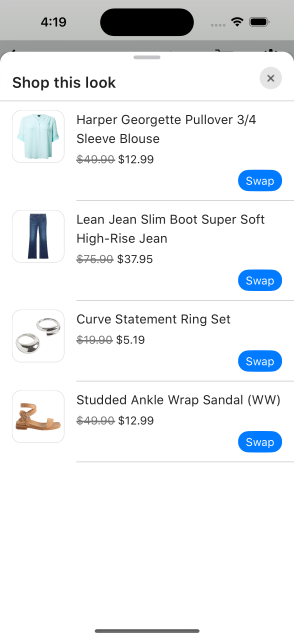 4:19
Shop this look
Harper Georgette Pullover 3/4
Sleeve Blouse
$49.90 $12.99
Swap
Lean Jean Slim Boot Super Soft
High-Rise Jean
$75.90 $37.95
Swap
Curve Statement Ring Set
$19.90 $5.19
Swap
Studded Ankle Wrap Sandal (WW)
$49.90 $12.99
Swap